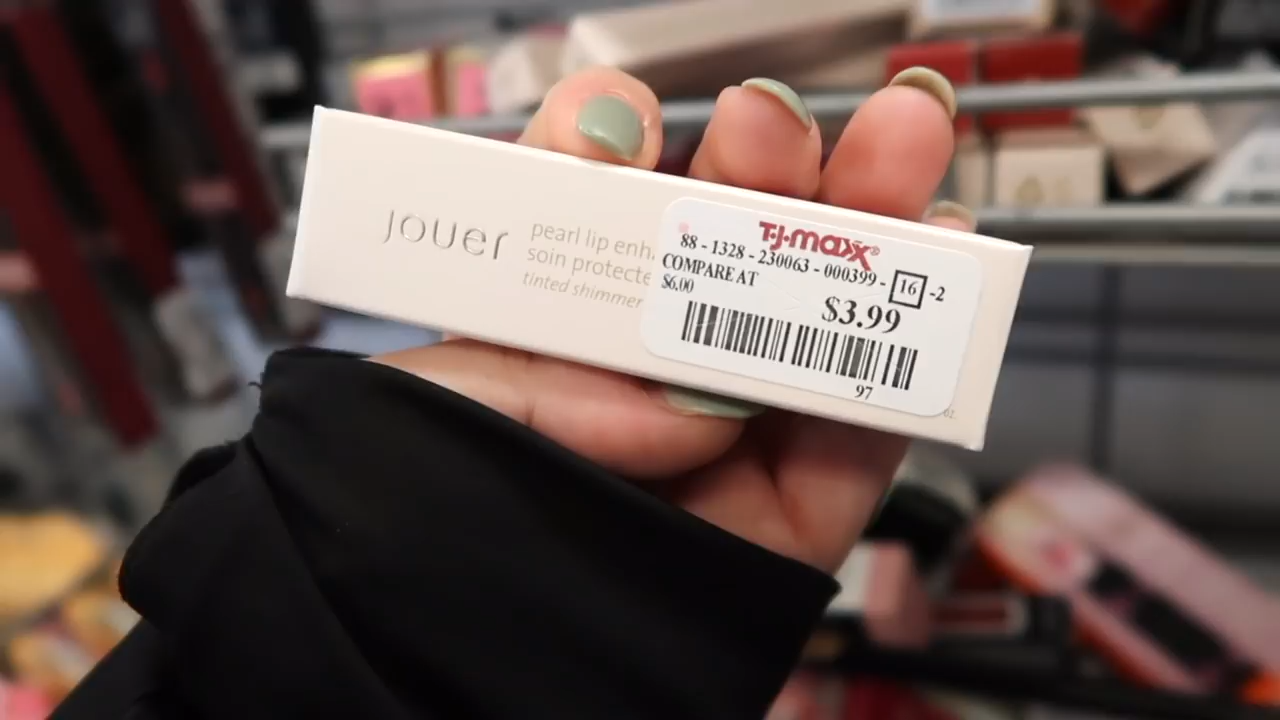 jouer
pearl lip enh
soin protecte
tinted shimmer
T.J.maxx®
88 - 1328 - 230063 - 000399 - 16 -2
COMPARE AT
$6.00
$3.99
97
oz.